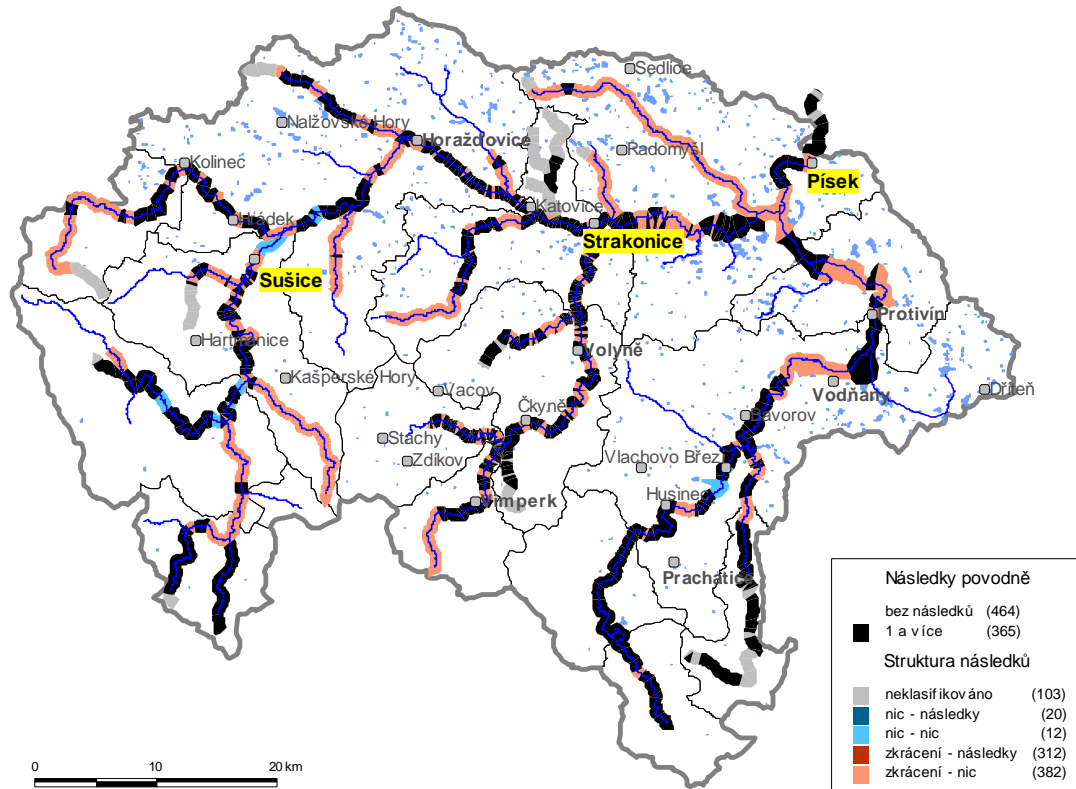 Sedlice
Nalžovské Hory
Horažďovice
Radomyšl
Kolinec
Písek
Hrádek
Katovice
Strakonice
Sušice
Protivín
Hartmanice
Volyně
Kašperské Hory
Vacov
Vodňany
Dříteň
Čkyně
Bavorov
Stachy
Zdíkov
Vlachovo Březí
Vimperk
Husinec
Prachatice
Následky povodně
bez následků (464)
1 a více (365)
Struktura následků
neklasifikováno (103)
nic - následky (20)
nic - nic (12)
zkrácení - následky (312)
zkrácení - nic (382)
0 10 20 km